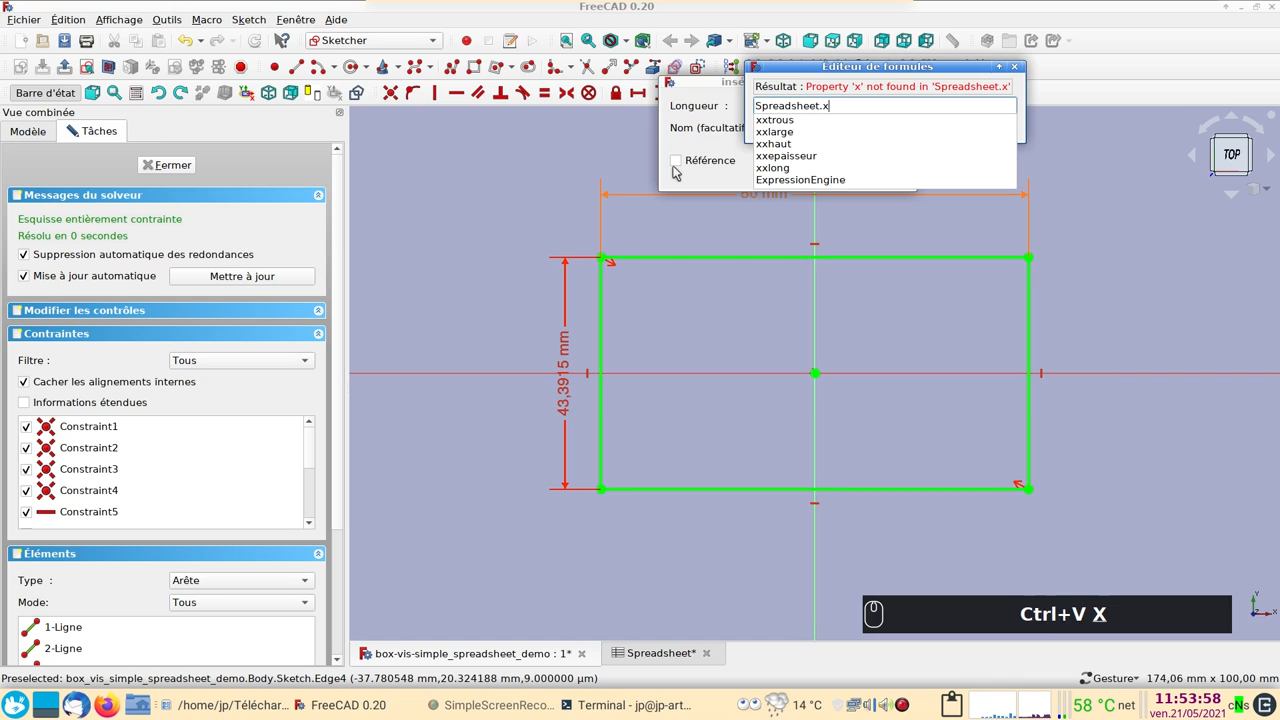 FreeCAD 0.20
Fichier Édition Affichage Outils Macro Sketch Fenêtre Aide
Sketcher
Barre d'état
Éditeur de formules
Résultat : Property 'x' not found in 'Spreadsheet.x'
Longueur :
Spreadsheet.x
Nom (facultatif
xxtrous
xxlarge
xxhaut
xxepaisseur
xxlong
ExpressionEngine
Référence
Vue combinée
Modèle
Tâches
Fermer
Messages du solveur
Esquisse entièrement contrainte
Résolu en 0 secondes
Suppression automatique des redondances
Mise à jour automatique
Mettre à jour
Modifier les contrôles
Contraintes
Filtre :
Tous
Cacher les alignements internes
Informations étendues
Constraint1
Constraint2
Constraint3
Constraint4
Constraint5
Éléments
Type :
Arête
Mode:
Tous
1-Ligne
2-Ligne
TOP
80 mm
43,3915 mm
Ctrl+V X
Y
X
box-vis-simple_spreadsheet_demo : 1*
Spreadsheet*
Preselected: box_vis_simple_spreadsheet_demo.Body.Sketch.Edge4 (-37.780548 mm,20.324188 mm,9.000000 µm)
Gesture
174,06 mm x 100,00 mm
/home/jp/Téléchar...
FreeCAD 0.20
SimpleScreenReco...
Terminal - jp@jp-art...
14 °C
58 °C net
11:53:58
ven.21/05/2021
cNs